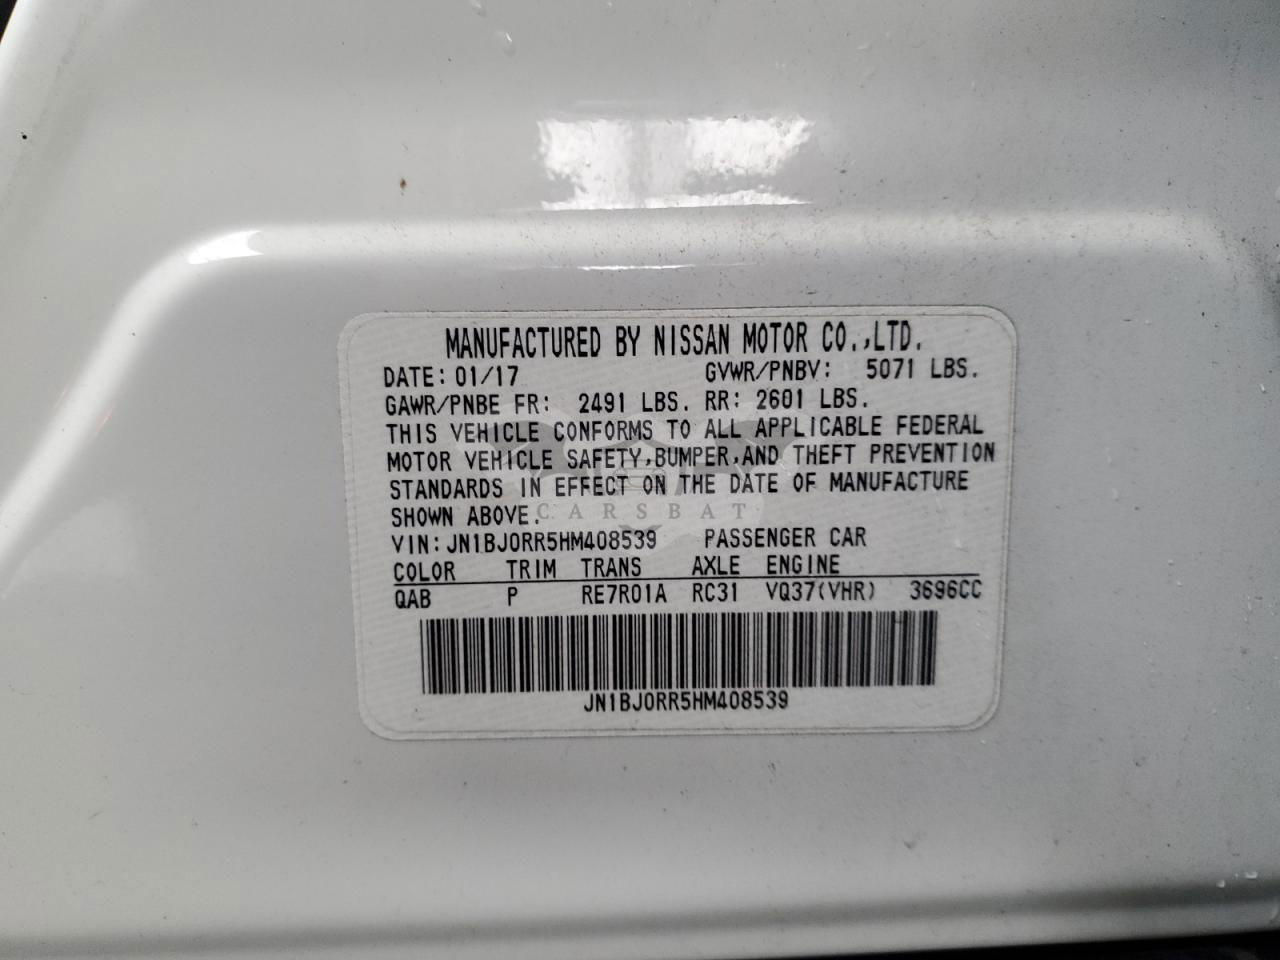 MANUFACTURED BY NISSAN MOTOR CO.,LTD.
DATE: 01/17 GVWR/PNBV: 5071 LBS.
GAWR/PNBE FR: 2491 LBS. RR: 2601 LBS.
THIS VEHICLE CONFORMS TO ALL APPLICABLE FEDERAL
MOTOR VEHICLE SAFETY,BUMPER,AND THEFT PREVENTION
STANDARDS IN EFFECT ON THE DATE OF MANUFACTURE
SHOWN ABOVE.
CARSBAT
VIN:JN1BJ0RR5HM408539 PASSENGER CAR
COLOR TRIM TRANS AXLE ENGINE
QAB P RE7R01A RC31 VQ37(VHR) 3696CC
JN1BJ0RR5HM408539